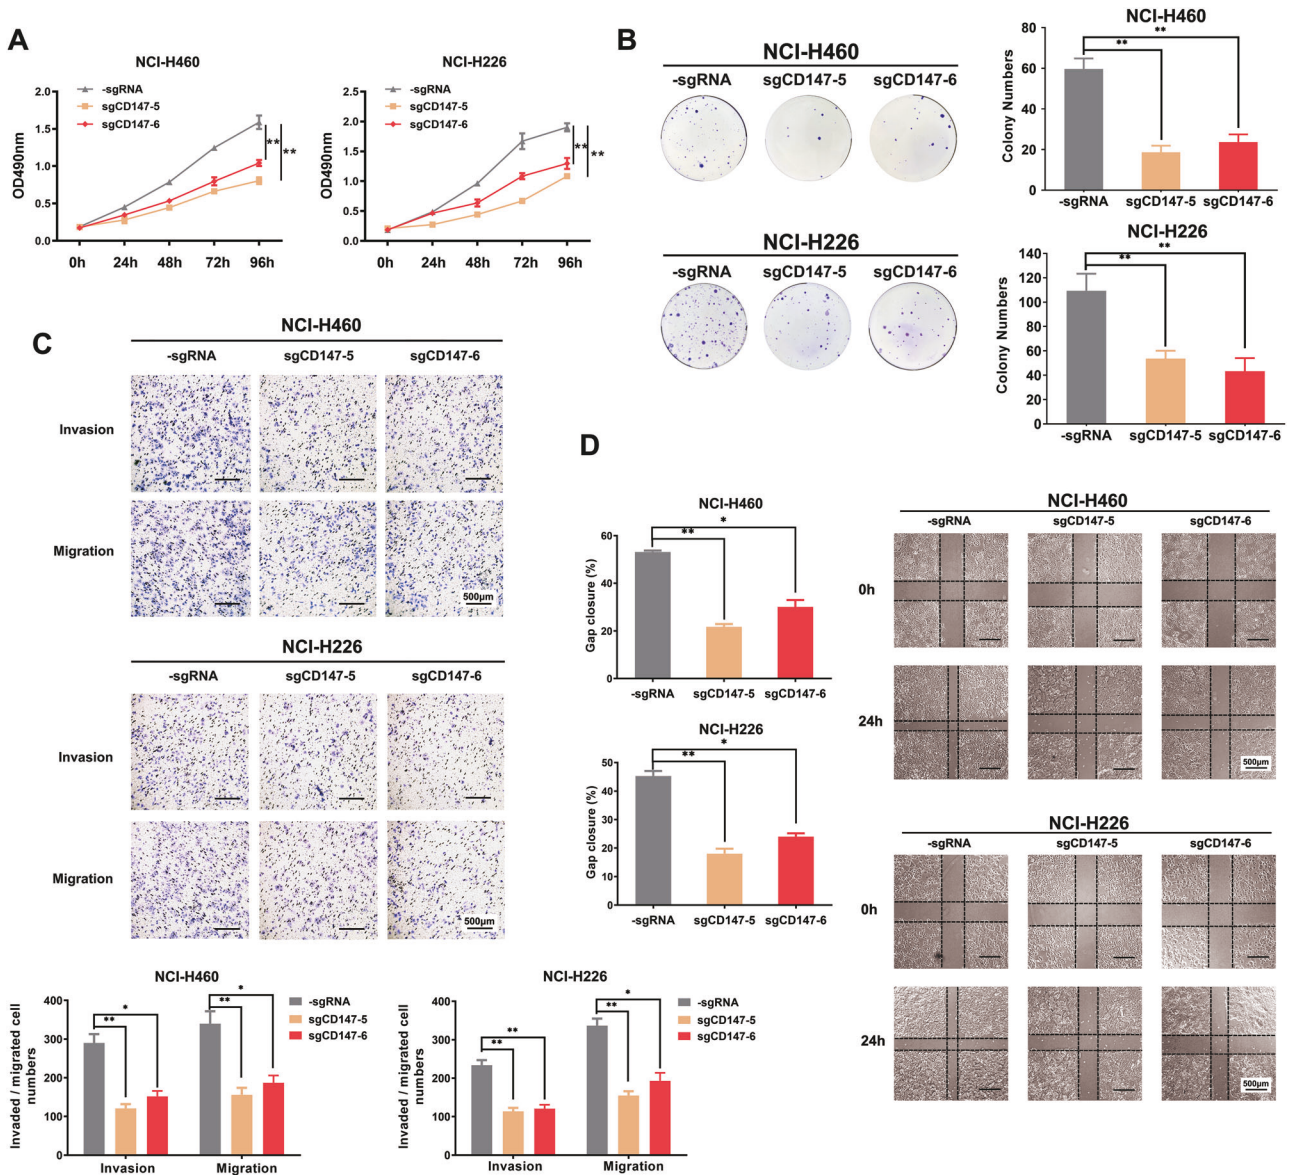 A
NCI-H460
-sgRNA
sgCD147-5
sgCD147-6
2.0
1.5
1.0
0.5
0.0
OD490nm
0h 24h 48h 72h 96h
**
**
NCI-H226
-sgRNA
sgCD147-5
sgCD147-6
2.5
2.0
1.5
1.0
0.5
0.0
OD490nm
0h 24h 48h 72h 96h
**
**
B
NCI-H460
-sgRNA sgCD147-5 sgCD147-6
NCI-H226
-sgRNA sgCD147-5 sgCD147-6
NCI-H460
**
**
80
60
40
20
0
Colony Numbers
-sgRNA sgCD147-5 sgCD147-6
NCI-H226
**
**
140
120
100
80
60
40
20
0
Colony Numbers
-sgRNA sgCD147-5 sgCD147-6
C
NCI-H460
-sgRNA sgCD147-5 sgCD147-6
Invasion
Migration
500μm
NCI-H226
-sgRNA sgCD147-5 sgCD147-6
Invasion
Migration
500μm
NCI-H460
-sgRNA
sgCD147-5
sgCD147-6
400
300
200
100
0
Invaded / migrated cell
numbers
**
*
**
*
Invasion Migration
NCI-H226
-sgRNA
sgCD147-5
sgCD147-6
400
300
200
100
0
Invaded / migrated cell
numbers
**
**
**
*
Invasion Migration
D
NCI-H460
*
**
60
40
20
0
Gap closure (%)
-sgRNA sgCD147-5 sgCD147-6
NCI-H226
*
**
50
40
30
20
10
0
Gap closure (%)
-sgRNA sgCD147-5 sgCD147-6
NCI-H460
-sgRNA sgCD147-5 sgCD147-6
0h
24h
500μm
NCI-H226
-sgRNA sgCD147-5 sgCD147-6
0h
24h
500μm